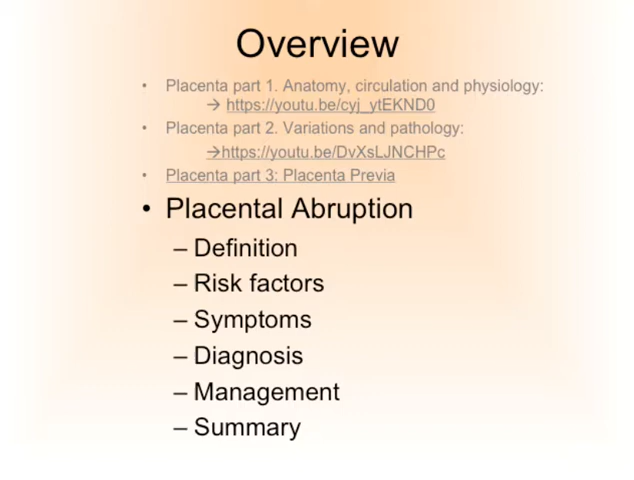 Overview
• Placenta part 1. Anatomy, circulation and physiology:
→ https://youtu.be/cyj_ytEKND0
• Placenta part 2. Variations and pathology:
→https://youtu.be/DvXsLJNCHPc
• Placenta part 3: Placenta Previa
• Placental Abruption
– Definition
– Risk factors
– Symptoms
– Diagnosis
– Management
– Summary